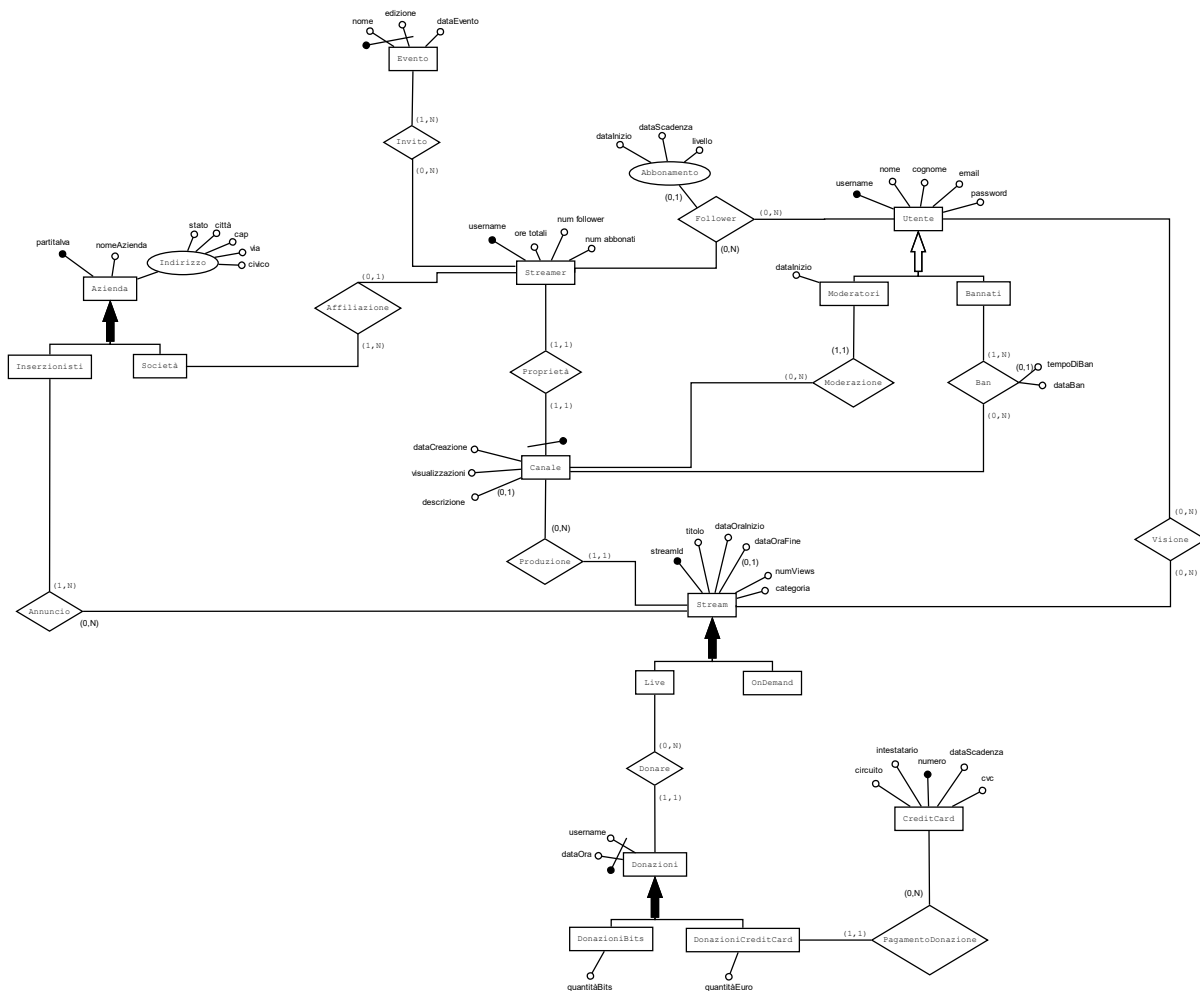 edizione
nome
dataEvento
Evento
(1,N)
Invito
(0,N)
dataScadenza
dataInizio
livello
Abbonamento
(0,1)
Follower
(0,N)
(0,N)
nome
cognome
email
username
password
Utente
stato
città
cap
via
civico
partitaIva
nomeAzienda
Indirizzo
Azienda
username
ore totali
num follower
num abbonati
Streamer
(0,1)
Affiliazione
(1,N)
Inserzionisti
Società
dataInizio
Moderatori
Bannati
(1,1)
Proprietà
(1,1)
(1,1)
(0,N)
Moderazione
(1,N)
(0,1)
tempoDiBan
Ban
dataBan
(0,N)
dataCreazione
visualizzazioni
descrizione
(0,1)
Canale
(0,N)
Produzione
(1,1)
titolo
dataOraInizio
dataOraFine
streamId
(0,1)
numViews
categoria
Stream
(0,N)
Visione
(0,N)
(1,N)
Annuncio
(0,N)
Live
OnDemand
(0,N)
Donare
(1,1)
username
dataOra
Donazioni
intestatario
dataScadenza
numero
circuito
cvc
CreditCard
(0,N)
DonazioniBits
DonazioniCreditCard
(1,1)
PagamentoDonazione
quantitàBits
quantitàEuro